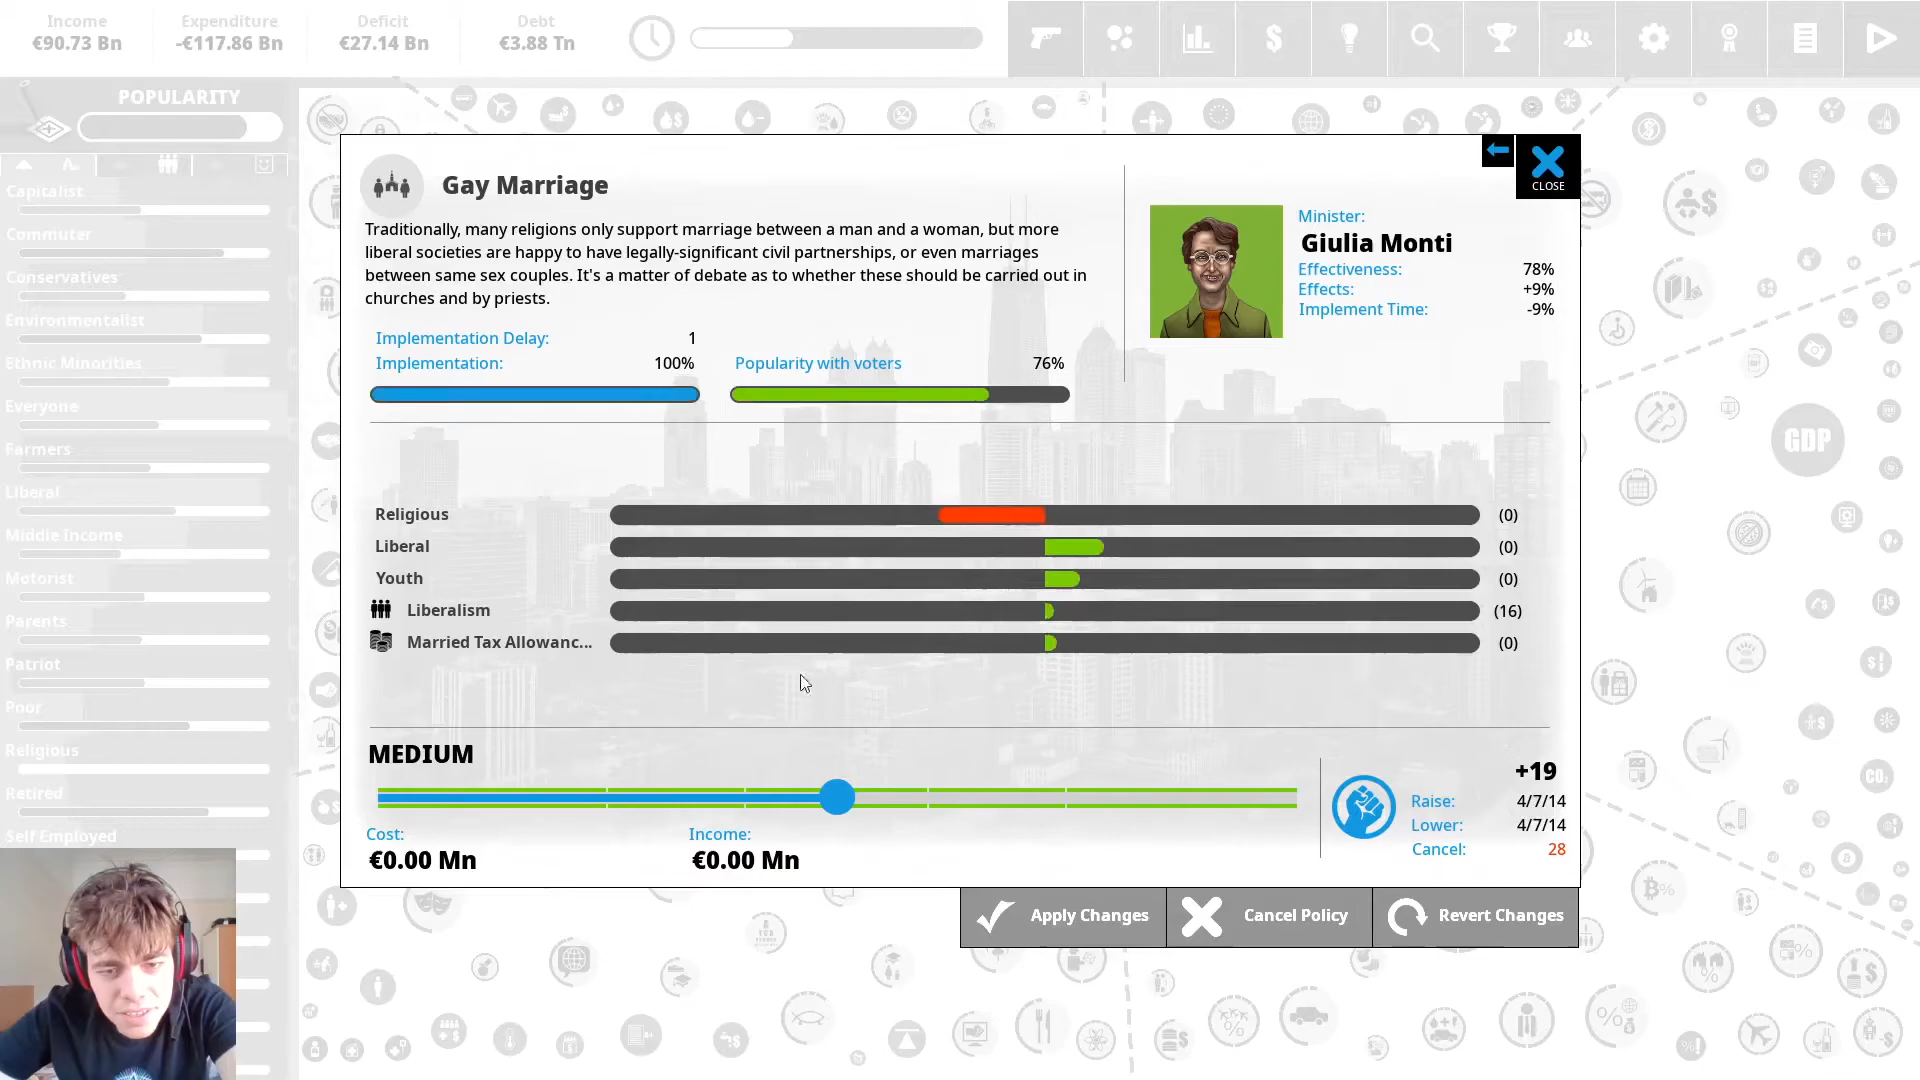 Income
€90.73 Bn
Expenditure
-€117.86 Bn
Deficit
€27.14 Bn
Debt
€3.88 Tn
POPULARITY
Capitalist
Commuter
Conservatives
Environmentalist
Ethnic Minorities
Everyone
Farmers
Liberal
Middle Income
Motorist
Parents
Patriot
Poor
Religious
Retired
Self Employed
Gay Marriage
Traditionally, many religions only support marriage between a man and a woman, but more
liberal societies are happy to have legally-significant civil partnerships, or even marriages
between same sex couples. It's a matter of debate as to whether these should be carried out in
churches and by priests.
Implementation Delay: 1
Implementation: 100%
Popularity with voters 76%
CLOSE
Minister:
Giulia Monti
Effectiveness: 78%
Effects: +9%
Implement Time: -9%
Religious (0)
Liberal (0)
Youth (0)
Liberalism (16)
Married Tax Allowanc... (0)
MEDIUM
Cost:
€0.00 Mn
Income:
€0.00 Mn
+19
Raise: 4/7/14
Lower: 4/7/14
Cancel: 28
Apply Changes
Cancel Policy
Revert Changes
GDP
CO₂